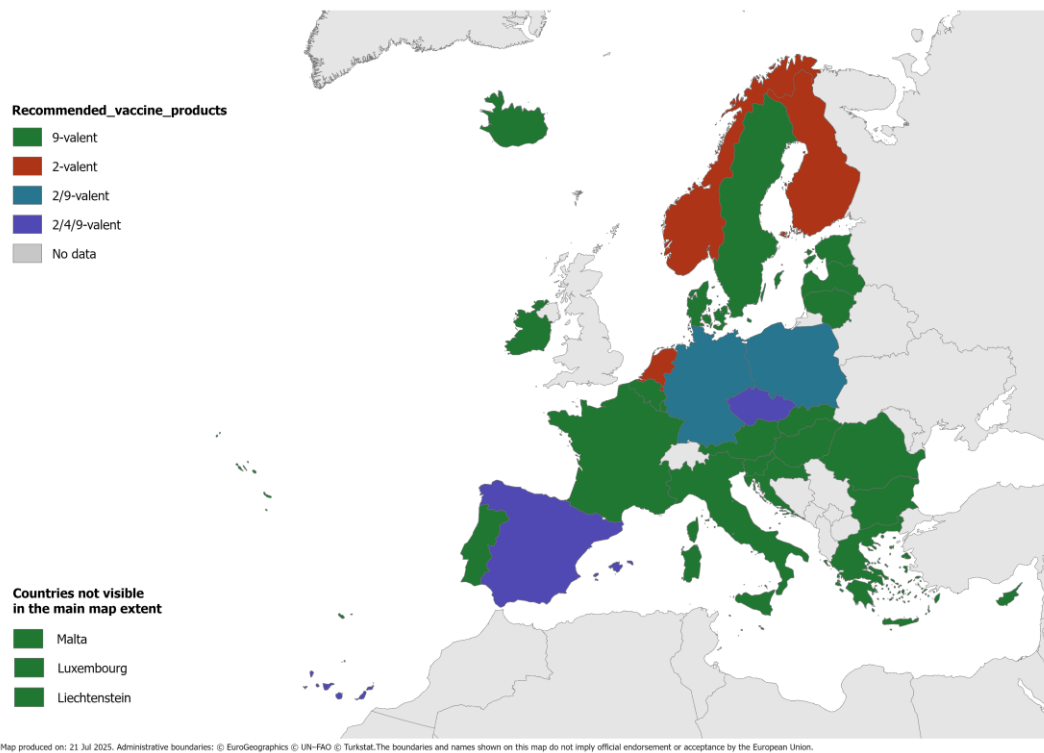 Recommended_vaccine_products
9-valent
2-valent
2/9-valent
2/4/9-valent
No data
Countries not visible
in the main map extent
Malta
Luxembourg
Liechtenstein
Map produced on: 21 Jul 2025. Administrative boundaries: © EuroGeographics © UN–FAO © Turkstat.The boundaries and names shown on this map do not imply official endorsement or acceptance by the European Union.